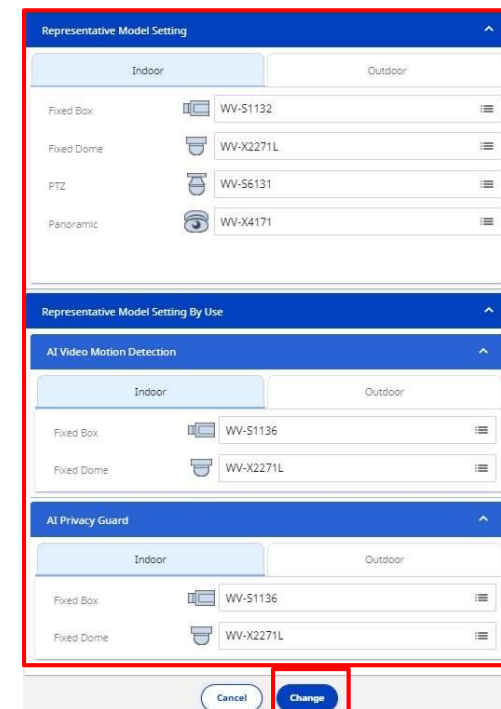 Representative Model Setting
Indoor Outdoor
Fixed Box WV-S1132
Fixed Dome WV-X2271L
PTZ WV-S6131
Panoramic WV-X4171
Representative Model Setting By Use
AI Video Motion Detection
Indoor Outdoor
Fixed Box WV-S1136
Fixed Dome WV-X2271L
AI Privacy Guard
Indoor Outdoor
Fixed Box WV-S1136
Fixed Dome WV-X2271L
Cancel Change